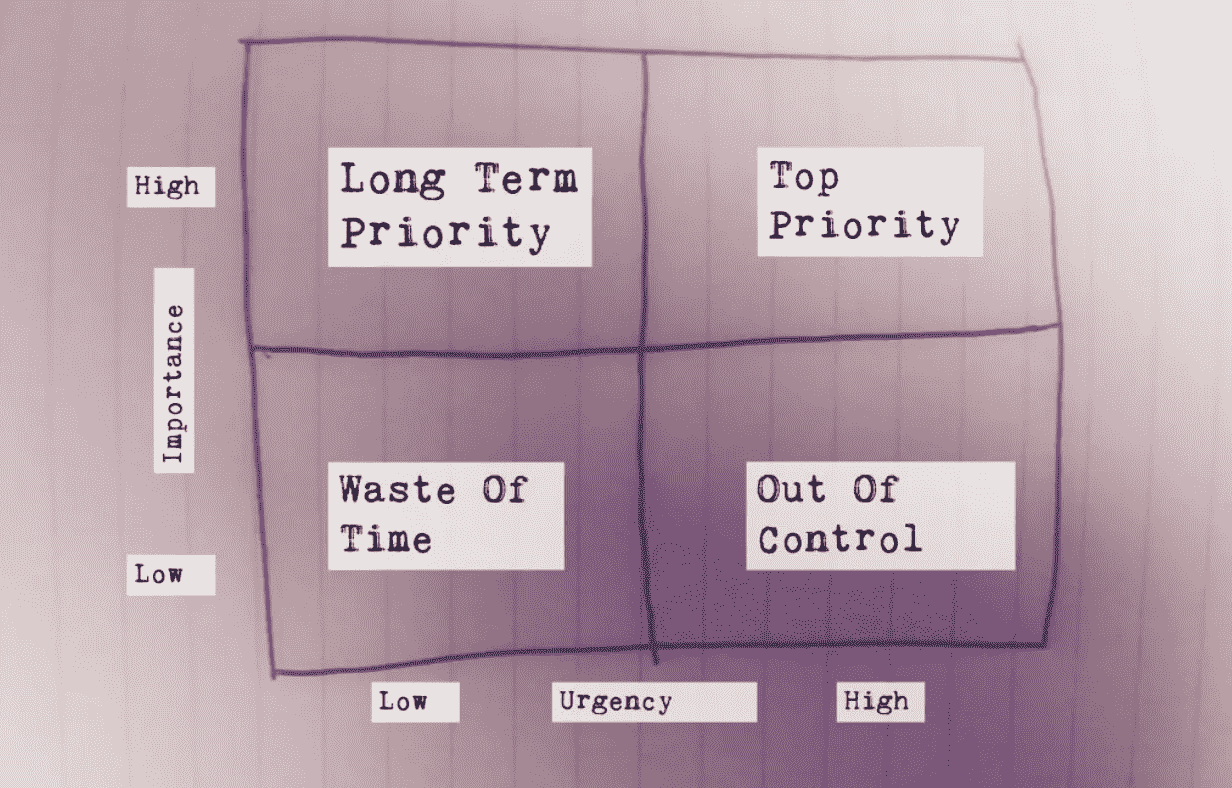 High
Long Term
Priority
Top
Priority
Importance
Waste Of
Time
Out Of
Control
Low
Low
Urgency
High